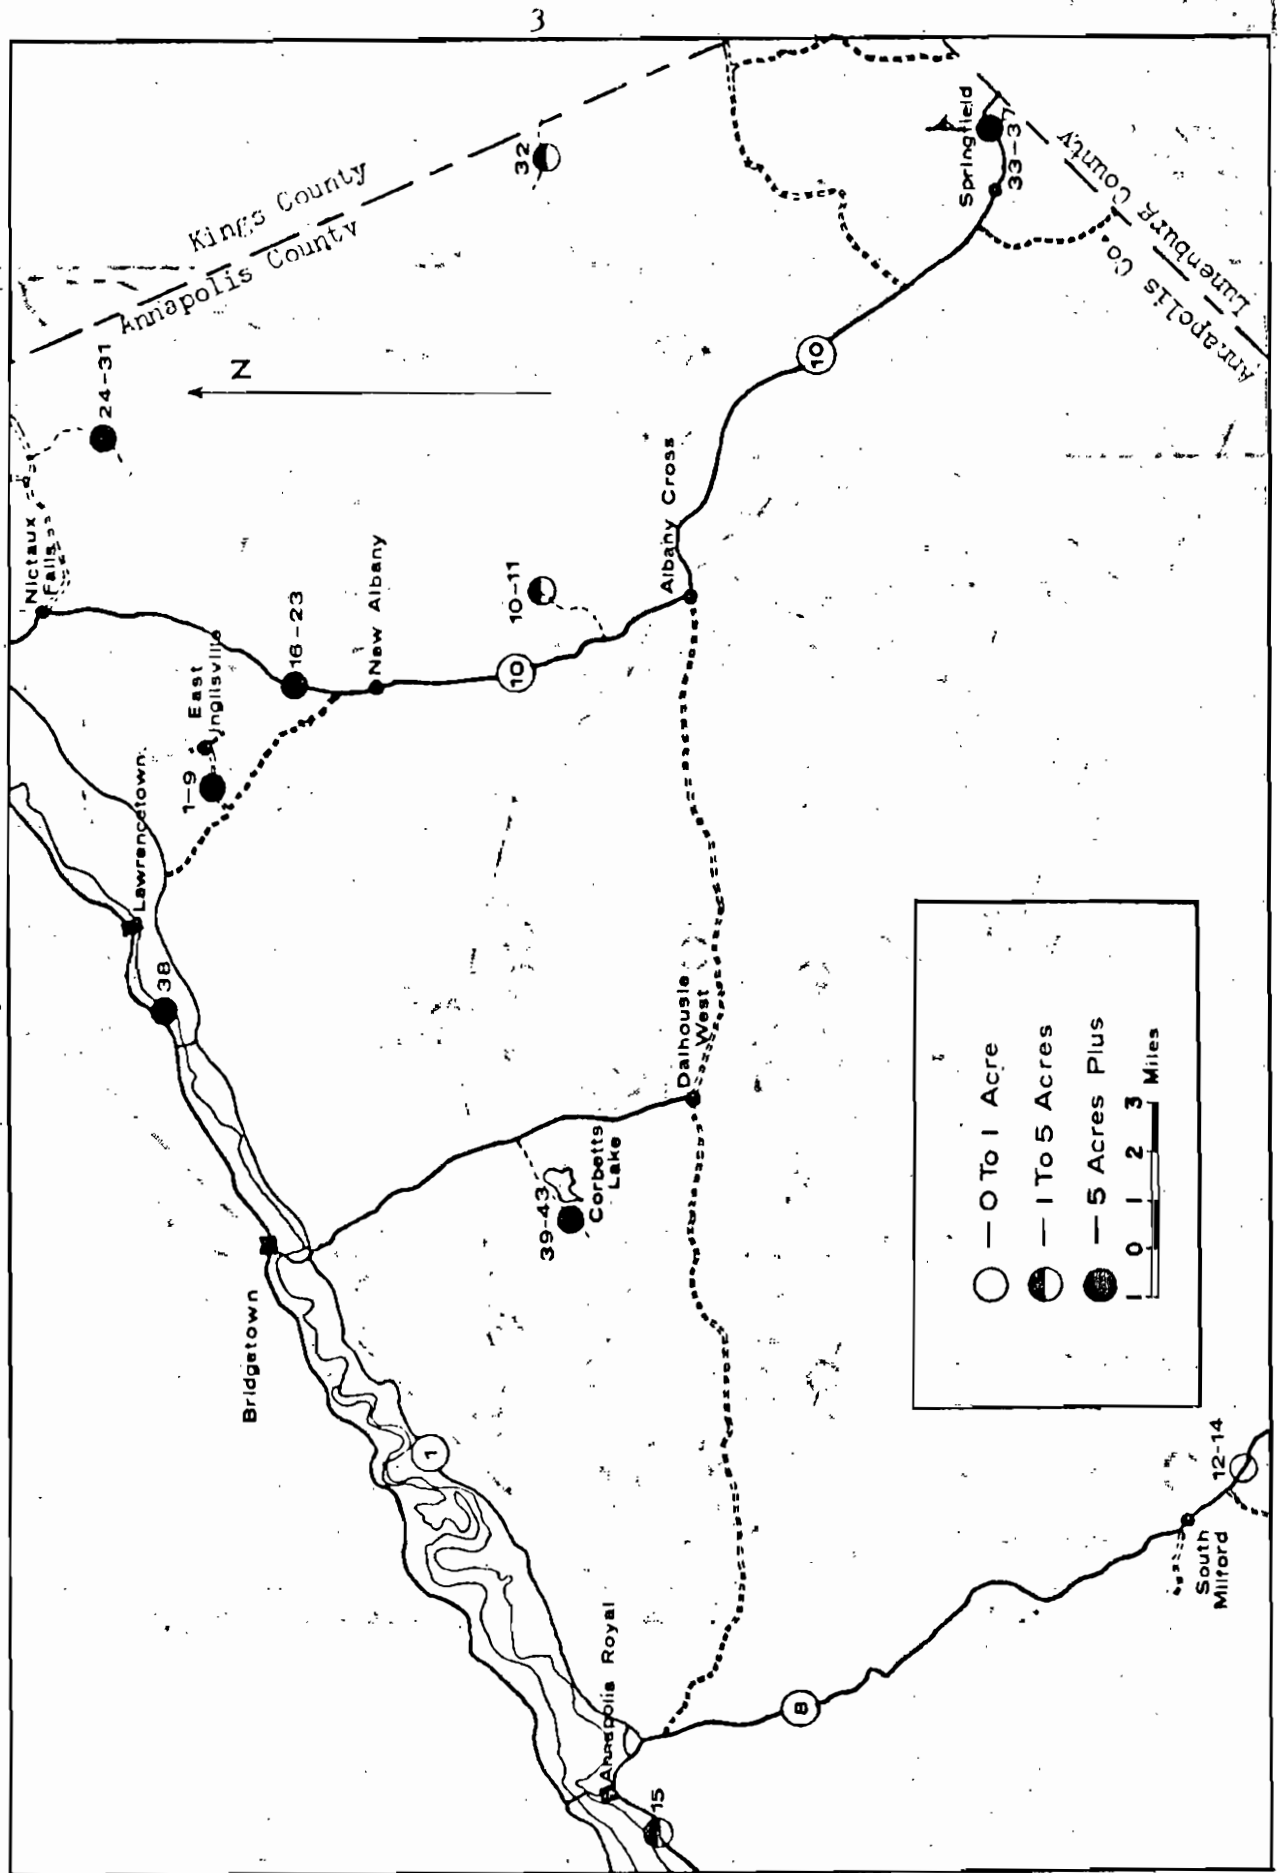 3
Kings County
Annapolis County
32
Springfield
33-37
Lunenburg County
Annapolis Co.
24-31
N
10
Nictaux
Falls
16-23
New Albany
10-11
Albany Cross
10
East
Inglisville
1-9
Lawrencetown
38
Dalhousie
West
39-43
Corbetts
Lake
Bridgetown
1
Annapolis Royal
15
8
South
Milford
12-14
— 0 To 1 Acre
— 1 To 5 Acres
— 5 Acres Plus
1 0 1 2 3 Miles